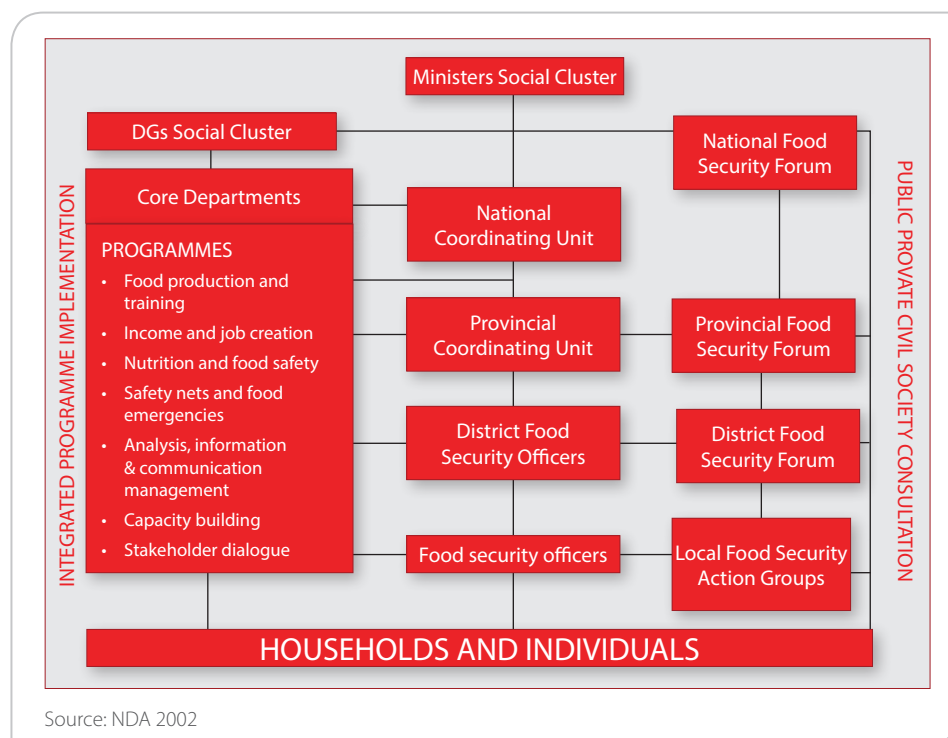 Ministers Social Cluster
DGs Social Cluster
National Food
Security Forum
Core Departments
National
Coordinating Unit
PROGRAMMES
• Food production and
training
• Income and job creation
• Nutrition and food safety
• Safety nets and food
emergencies
• Analysis, information
& communication
management
• Capacity building
• Stakeholder dialogue
Provincial
Coordinating Unit
Provincial Food
Security Forum
District Food
Security Officers
District Food
Security Forum
Food security officers
Local Food Security
Action Groups
HOUSEHOLDS AND INDIVIDUALS
INTEGRATED PROGRAMME IMPLEMENTATION
PUBLIC PROVATE CIVIL SOCIETY CONSULTATION
Source: NDA 2002